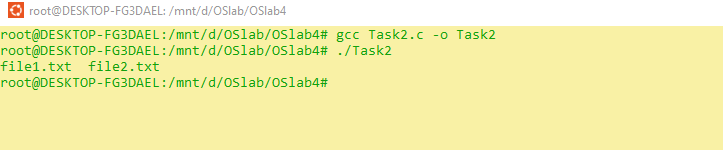 root@DESKTOP-FG3DAEL: /mnt/d/OSlab/OSlab4
root@DESKTOP-FG3DAEL:/mnt/d/OSlab/OSlab4# gcc Task2.c -o Task2
root@DESKTOP-FG3DAEL:/mnt/d/OSlab/OSlab4# ./Task2
file1.txt  file2.txt
root@DESKTOP-FG3DAEL:/mnt/d/OSlab/OSlab4#